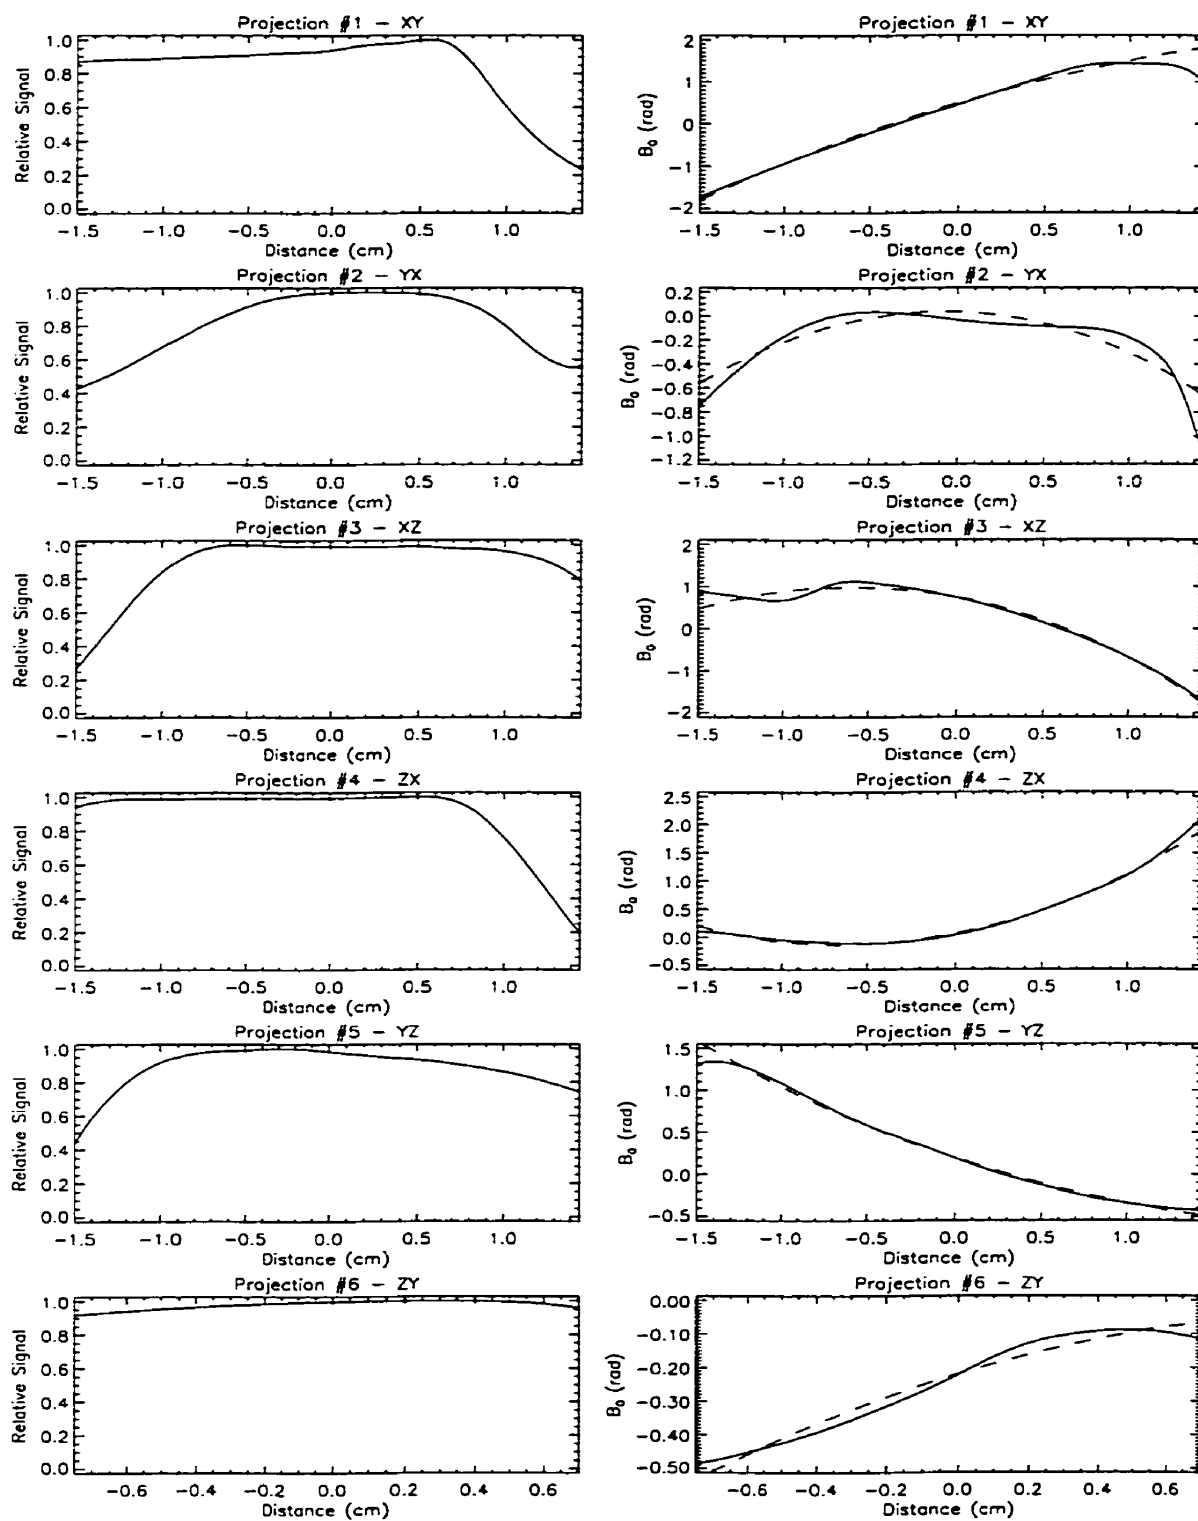 Projection #1 - XY
Relative Signal
1.0
0.8
0.6
0.4
0.2
0.0
-1.5 -1.0 -0.5 0.0 0.5 1.0
Distance (cm)
Projection #1 - XY
B₀ (rad)
2
1
0
-1
-2
-1.5 -1.0 -0.5 0.0 0.5 1.0
Distance (cm)
Projection #2 - YX
Relative Signal
1.0
0.8
0.6
0.4
0.2
0.0
-1.5 -1.0 -0.5 0.0 0.5 1.0
Distance (cm)
Projection #2 - YX
B₀ (rad)
0.2
0.0
-0.2
-0.4
-0.6
-0.8
-1.0
-1.2
-1.5 -1.0 -0.5 0.0 0.5 1.0
Distance (cm)
Projection #3 - XZ
Relative Signal
1.0
0.8
0.6
0.4
0.2
0.0
-1.5 -1.0 -0.5 0.0 0.5 1.0
Distance (cm)
Projection #3 - XZ
B₀ (rad)
2
1
0
-1
-2
-1.5 -1.0 -0.5 0.0 0.5 1.0
Distance (cm)
Projection #4 - ZX
Relative Signal
1.0
0.8
0.6
0.4
0.2
0.0
-1.5 -1.0 -0.5 0.0 0.5 1.0
Distance (cm)
Projection #4 - ZX
B₀ (rad)
2.5
2.0
1.5
1.0
0.5
0.0
-0.5
-1.5 -1.0 -0.5 0.0 0.5 1.0
Distance (cm)
Projection #5 - YZ
Relative Signal
1.0
0.8
0.6
0.4
0.2
0.0
-1.5 -1.0 -0.5 0.0 0.5 1.0
Distance (cm)
Projection #5 - YZ
B₀ (rad)
1.5
1.0
0.5
0.0
-0.5
-1.5 -1.0 -0.5 0.0 0.5 1.0
Distance (cm)
Projection #6 - ZY
Relative Signal
1.0
0.8
0.6
0.4
0.2
0.0
-0.6 -0.4 -0.2 0.0 0.2 0.4 0.6
Distance (cm)
Projection #6 - ZY
B₀ (rad)
0.00
-0.10
-0.20
-0.30
-0.40
-0.50
-0.6 -0.4 -0.2 0.0 0.2 0.4 0.6
Distance (cm)